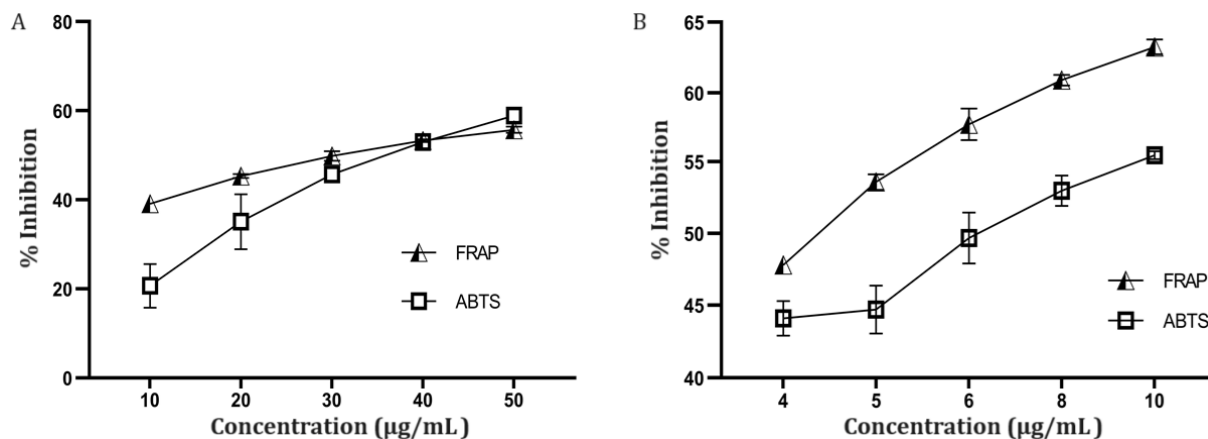 A
% Inhibition
80
60
40
20
0
FRAP
ABTS
10 20 30 40 50
Concentration (µg/mL)
B
% Inhibition
65
60
55
50
45
40
FRAP
ABTS
4 5 6 8 10
Concentration (µg/mL)